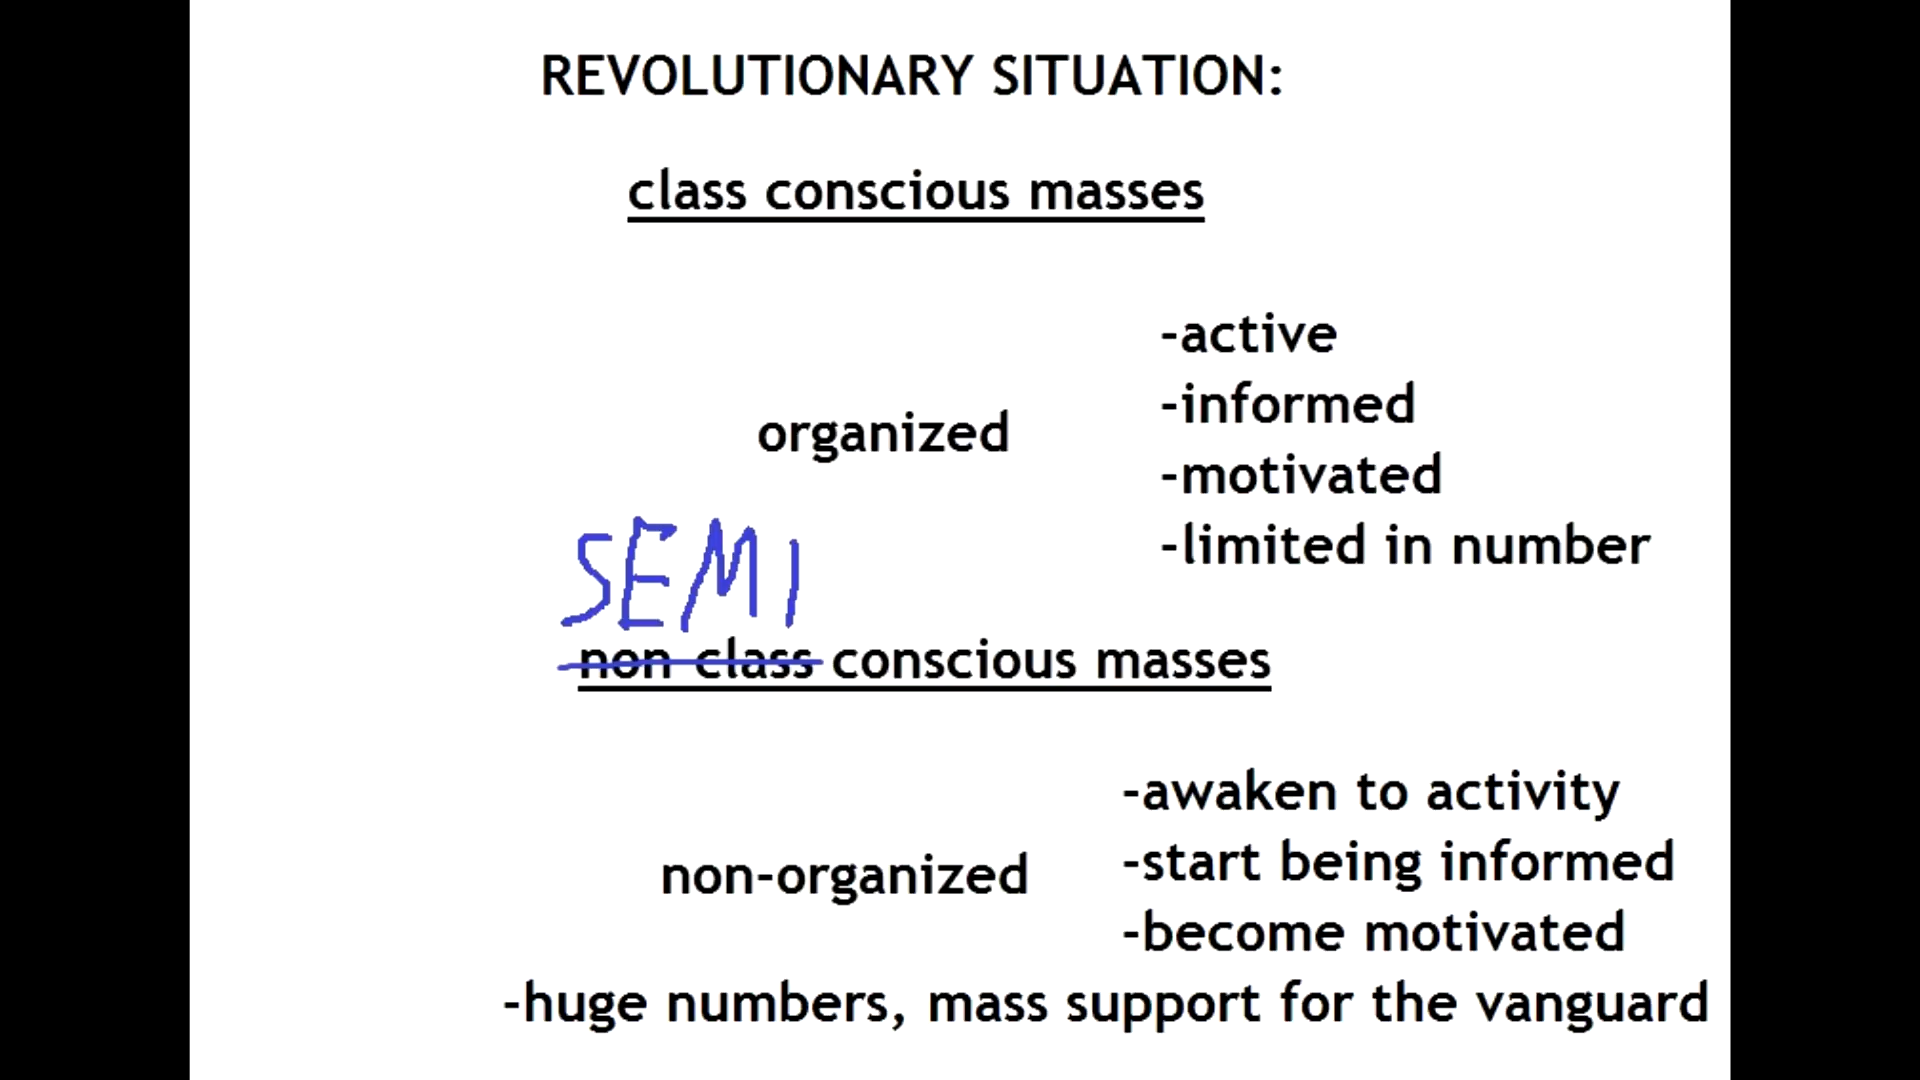 REVOLUTIONARY SITUATION:
class conscious masses
-active
-informed
organized
-motivated
-limited in number
SEMI
non class conscious masses
-awaken to activity
-start being informed
non-organized
-become motivated
-huge numbers, mass support for the vanguard